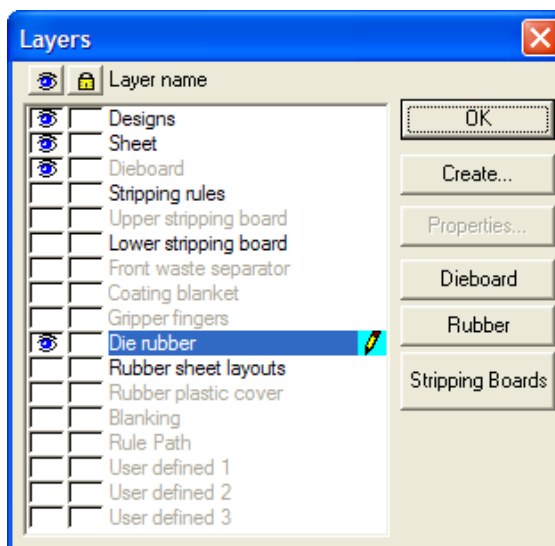 Layers
Layer name
Designs
Sheet
Dieboard
Stripping rules
Upper stripping board
Lower stripping board
Front waste separator
Coating blanket
Gripper fingers
Die rubber
Rubber sheet layouts
Rubber plastic cover
Blanking
Rule Path
User defined 1
User defined 2
User defined 3
OK
Create...
Properties...
Dieboard
Rubber
Stripping Boards